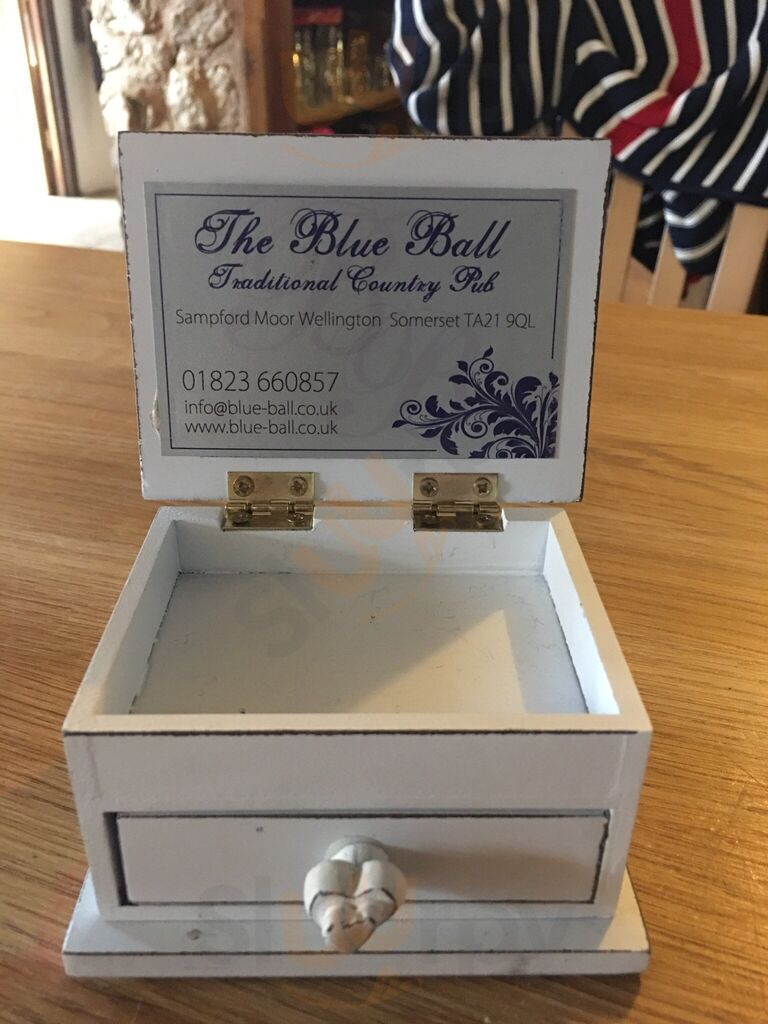 The Blue Ball
Traditional Country Pub
Sampford Moor Wellington Somerset TA21 9QL
01823 660857
info@blue-ball.co.uk
www.blue-ball.co.uk
Sluurpy